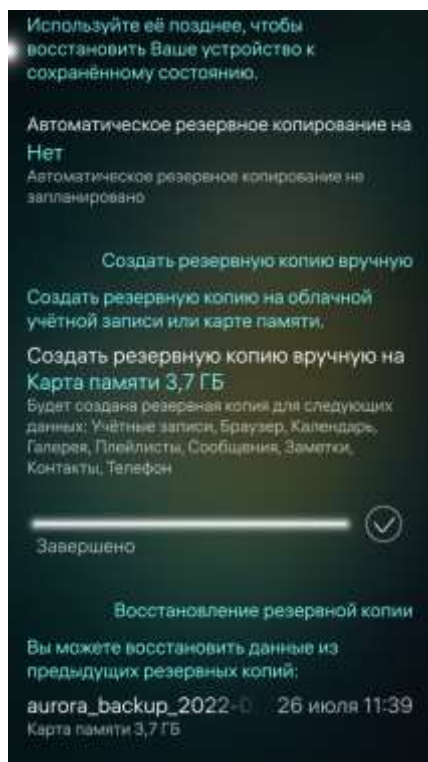 Используйте её позднее, чтобы
восстановить Ваше устройство к
сохранённому состоянию.
Автоматическое резервное копирование на
Нет
Автоматическое резервное копирование не
запланировано
Создать резервную копию вручную
Создать резервную копию на облачной
учётной записи или карте памяти.
Создать резервную копию вручную на
Карта памяти 3,7 ГБ
Будет создана резервная копия для следующих
данных: Учётные записи, Браузер, Календарь,
Галерея, Плейлисты, Сообщения, Заметки,
Контакты, Телефон
Завершено
Восстановление резервной копии
Вы можете восстановить данные из
предыдущих резервных копий:
aurora_backup_2022-0 26 июля 11:39
Карта памяти 3,7 ГБ